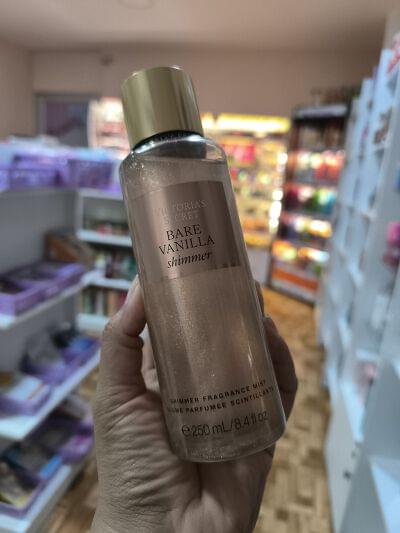 VICTORIA'S
SECRET
BARE
VANILLA
shimmer
SHIMMER FRAGRANCE MIST
BRUME PARFUMÉE SCINTILLANTE
℮250 mL/8.4 fl oz